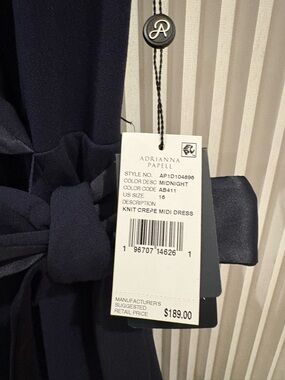 ADRIANNA
PAPELL
STYLE NO. AP1D104896
COLOR DESC MIDNIGHT
COLOR CODE AB411
US SIZE 16
DESCRIPTION
KNIT CREPE MIDI DRESS
1 96707 14626 1
MANUFACTURER'S
SUGGESTED
RETAIL PRICE $189.00